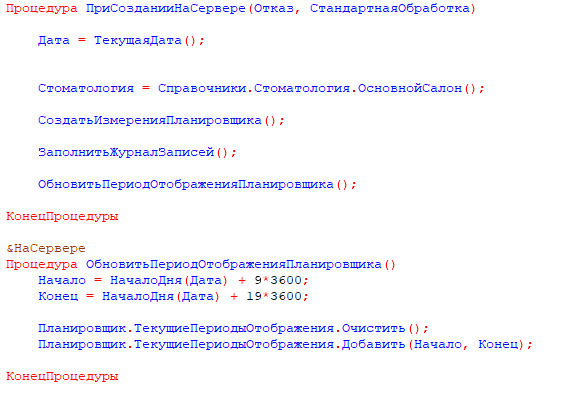 Процедура ПриСозданииНаСервере(Отказ, СтандартнаяОбработка)
Дата = ТекущаяДата();
Стоматология = Справочники.Стоматология.ОсновнойСалон();
СоздатьИзмеренияПланировщика();
ЗаполнитьЖурналЗаписей();
ОбновитьПериодОтображенияПланировщика();
КонецПроцедуры
&НаСервере
Процедура ОбновитьПериодОтображенияПланировщика()
Начало = НачалоДня(Дата) + 9*3600;
Конец = НачалоДня(Дата) + 19*3600;
Планировщик.ТекущиеПериодыОтображения.Очистить();
Планировщик.ТекущиеПериодыОтображения.Добавить(Начало, Конец);
КонецПроцедуры